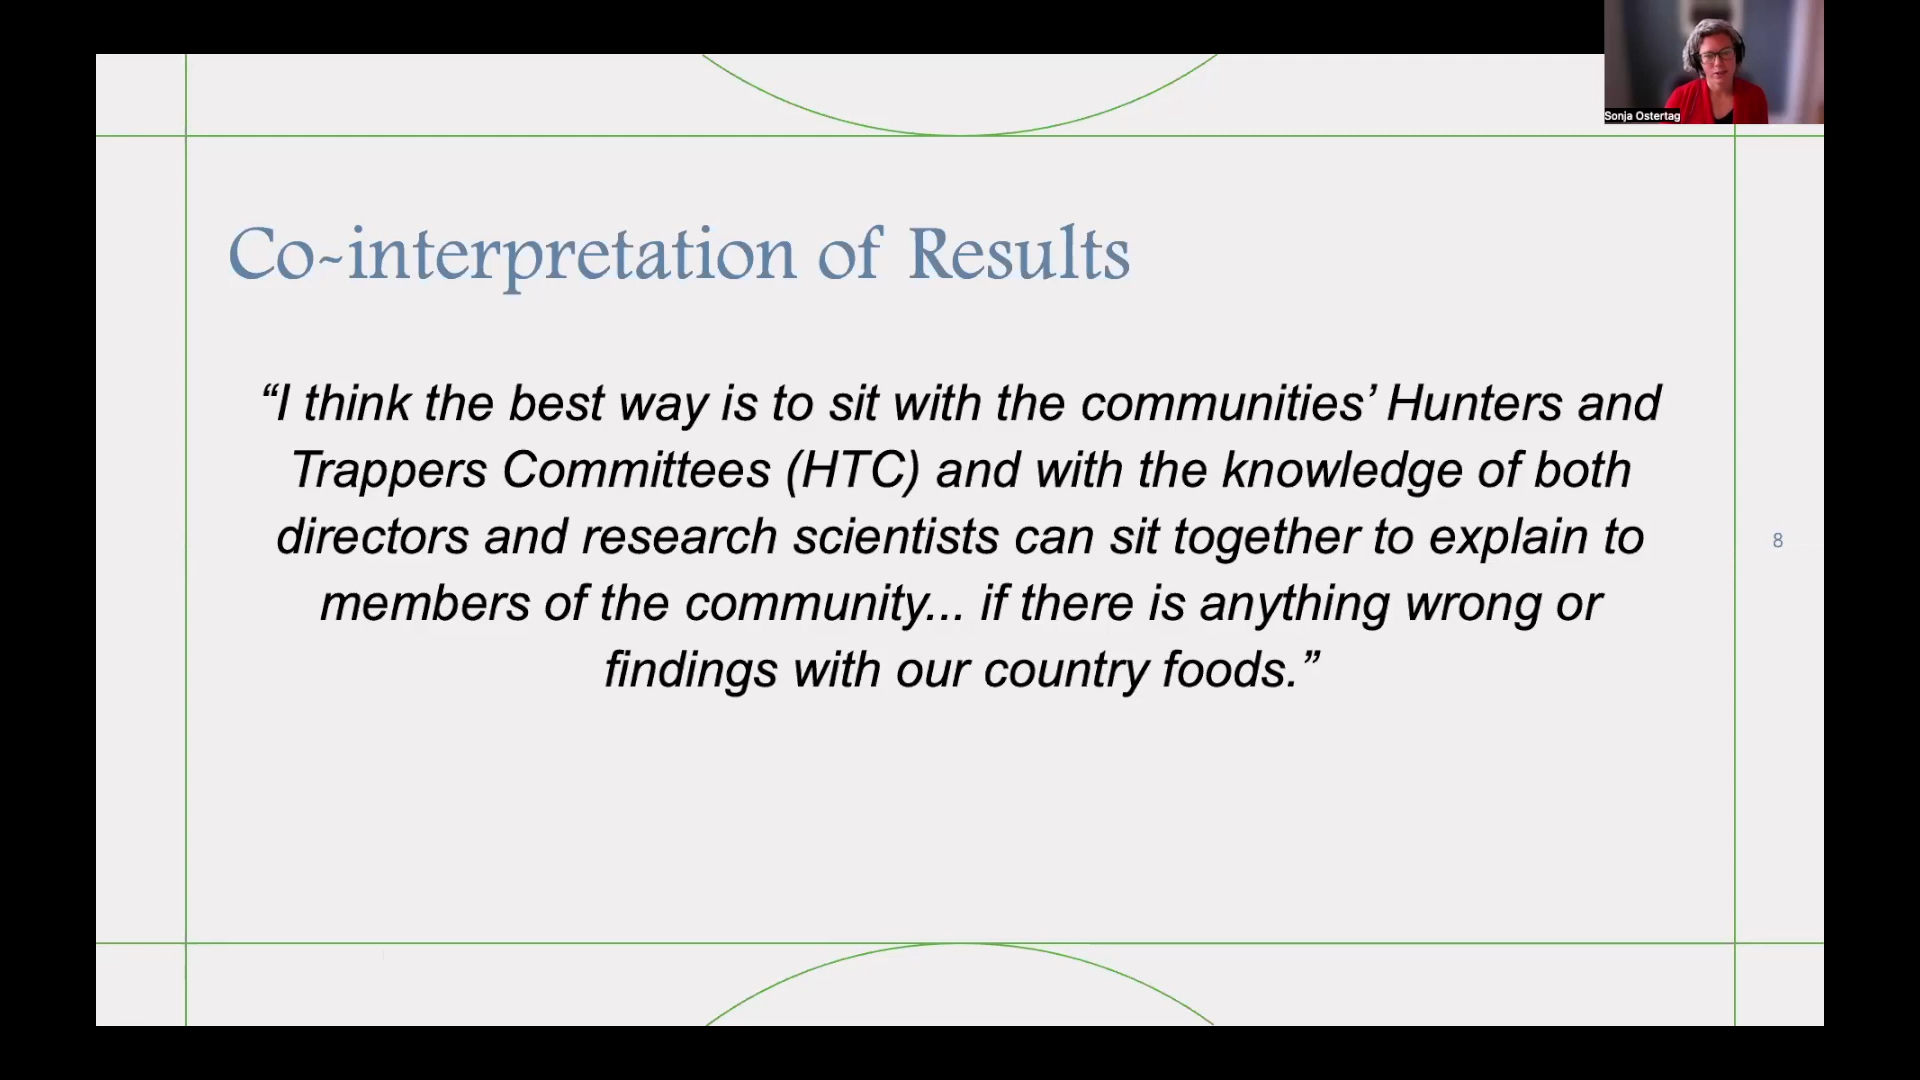 Sonja Ostertag
Co-interpretation of Results
“I think the best way is to sit with the communities’ Hunters and
Trappers Committees (HTC) and with the knowledge of both
directors and research scientists can sit together to explain to
members of the community... if there is anything wrong or
findings with our country foods.”
8